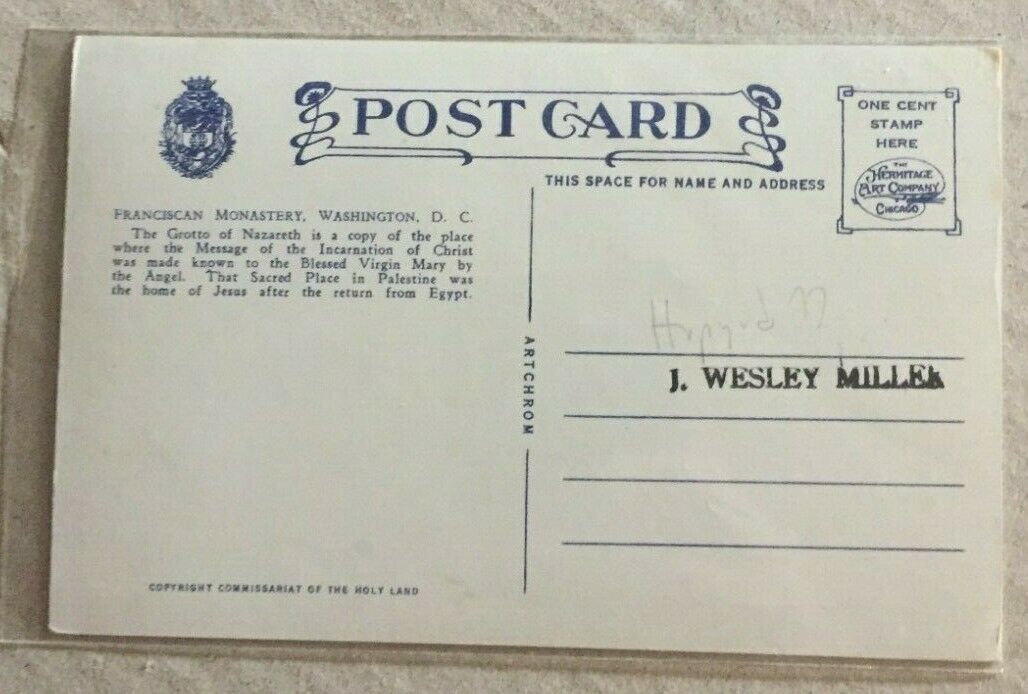 POST CARD
ONE CENT
STAMP
HERE
THE
HERMITAGE
ART COMPANY
CHICAGO
THIS SPACE FOR NAME AND ADDRESS
FRANCISCAN MONASTERY, WASHINGTON, D. C.
The Grotto of Nazareth is a copy of the place
where the Message of the Incarnation of Christ
was made known to the Blessed Virgin Mary by
the Angel. That Sacred Place in Palestine was
the home of Jesus after the return from Egypt.
ARTCHROM
J. WESLEY MILLER
COPYRIGHT COMMISSARIAT OF THE HOLY LAND